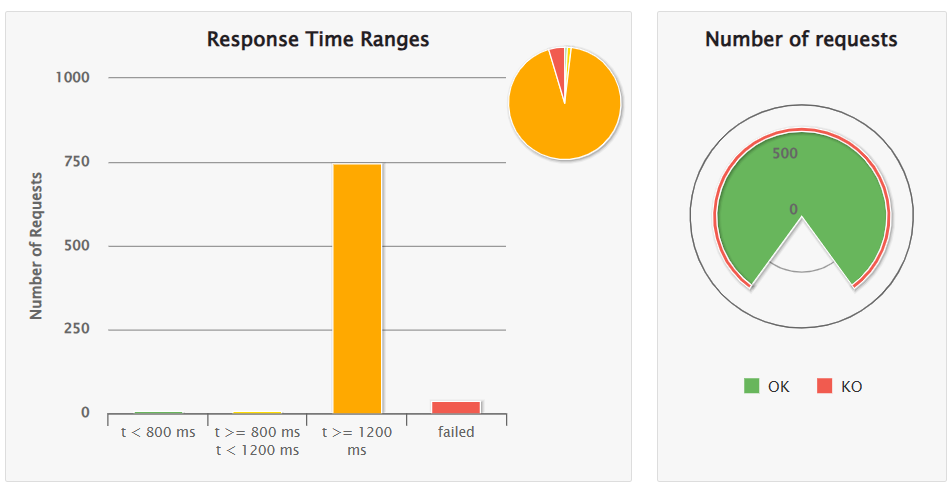 Response Time Ranges
Number of Requests
1000
750
500
250
0
t < 800 ms
t >= 800 ms
t < 1200 ms
t >= 1200
ms
failed
Number of requests
500
0
OK
KO